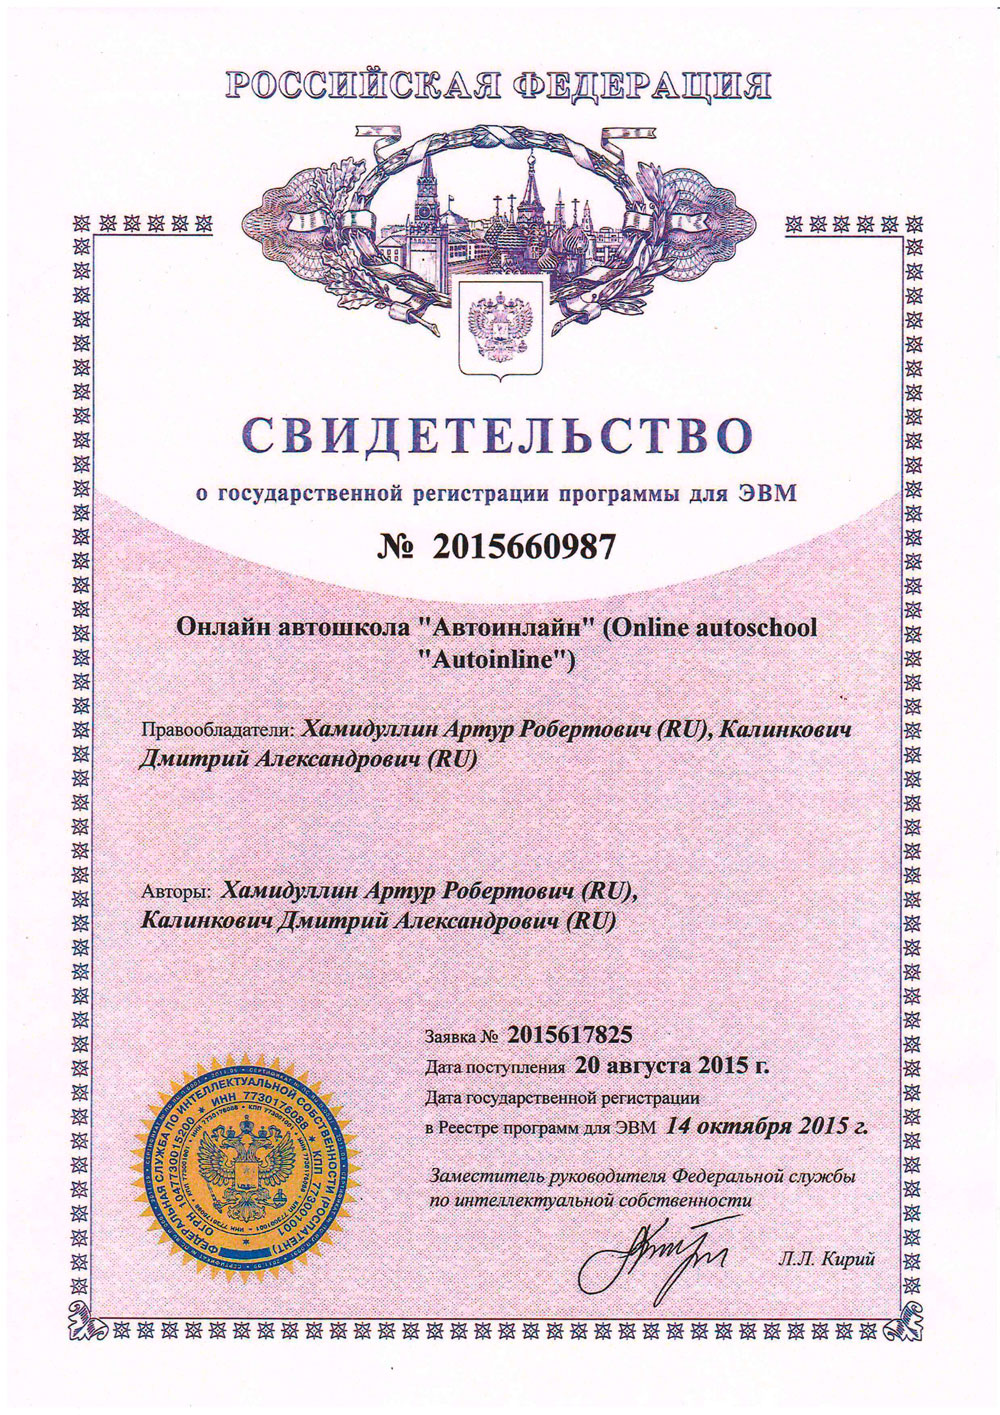 РОССИЙСКАЯ ФЕДЕРАЦИЯ
СВИДЕТЕЛЬСТВО
о государственной регистрации программы для ЭВМ
№ 2015660987
Онлайн автошкола "Автоинлайн" (Online autoschool
"Autoinline")
Правообладатели: Хамидуллин Артур Робертович (RU), Калинкович
Дмитрий Александрович (RU)
Авторы: Хамидуллин Артур Робертович (RU),
Калинкович Дмитрий Александрович (RU)
Заявка № 2015617825
Дата поступления 20 августа 2015 г.
Дата государственной регистрации
в Реестре программ для ЭВМ 14 октября 2015 г.
Заместитель руководителя Федеральной службы
по интеллектуальной собственности
Л.Л. Кирий
ФЕДЕРАЛЬНАЯ СЛУЖБА ПО ИНТЕЛЛЕКТУАЛЬНОЙ СОБСТВЕННОСТИ (РОСПАТЕНТ)
ОГРН 1047730015200 * ИНН 7730176088 * КПП 773001001